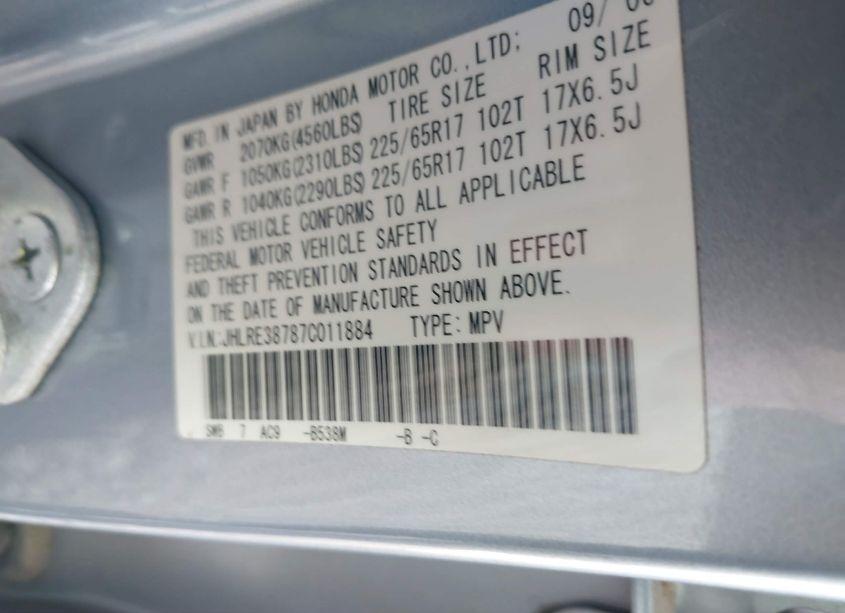 MFD. IN JAPAN BY HONDA MOTOR CO.,LTD; 09/
GVWR 2070KG(4560LBS) TIRE SIZE RIM SIZE
GAWR F 1050KG(2310LBS) 225/65R17 102T 17X6.5J
GAWR R 1040KG(2290LBS) 225/65R17 102T 17X6.5J
THIS VEHICLE CONFORMS TO ALL APPLICABLE
FEDERAL MOTOR VEHICLE SAFETY
AND THEFT PREVENTION STANDARDS IN EFFECT
ON THE DATE OF MANUFACTURE SHOWN ABOVE.
V.I.N.:JHLRE38787C011884 TYPE: MPV
SMB 7 AC9 -B538M -B -C